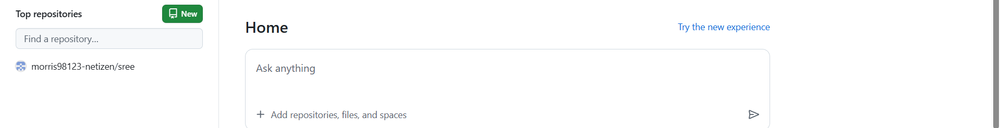 Top repositories
New
Find a repository...
morris98123-netizen/sree
Home
Try the new experience
Ask anything
Add repositories, files, and spaces